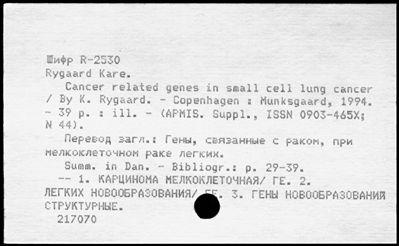 Шифр R-2530
Rygaard Kare.
Cancer related genes in small cell lung cancer
/ By K. Rygaard. - Copenhagen : Munksgaard, 1994.
- 39 p. : ill. - (APMIS. Suppl., ISSN 0903-465X;
N 44).
Перевод загл.: Гены, связанные с раком, при
мелкоклеточном раке легких.
Summ. in Dan. - Bibliogr.: p. 29-39.
-- 1. КАРЦИНОМА МЕЛКОКЛЕТОЧНАЯ/ ГЕ. 2.
ЛЕГКИХ НОВООБРАЗОВАНИЯ/ ГЕ. 3. ГЕНЫ НОВООБРАЗОВАНИЙ
СТРУКТУРНЫЕ.
217070